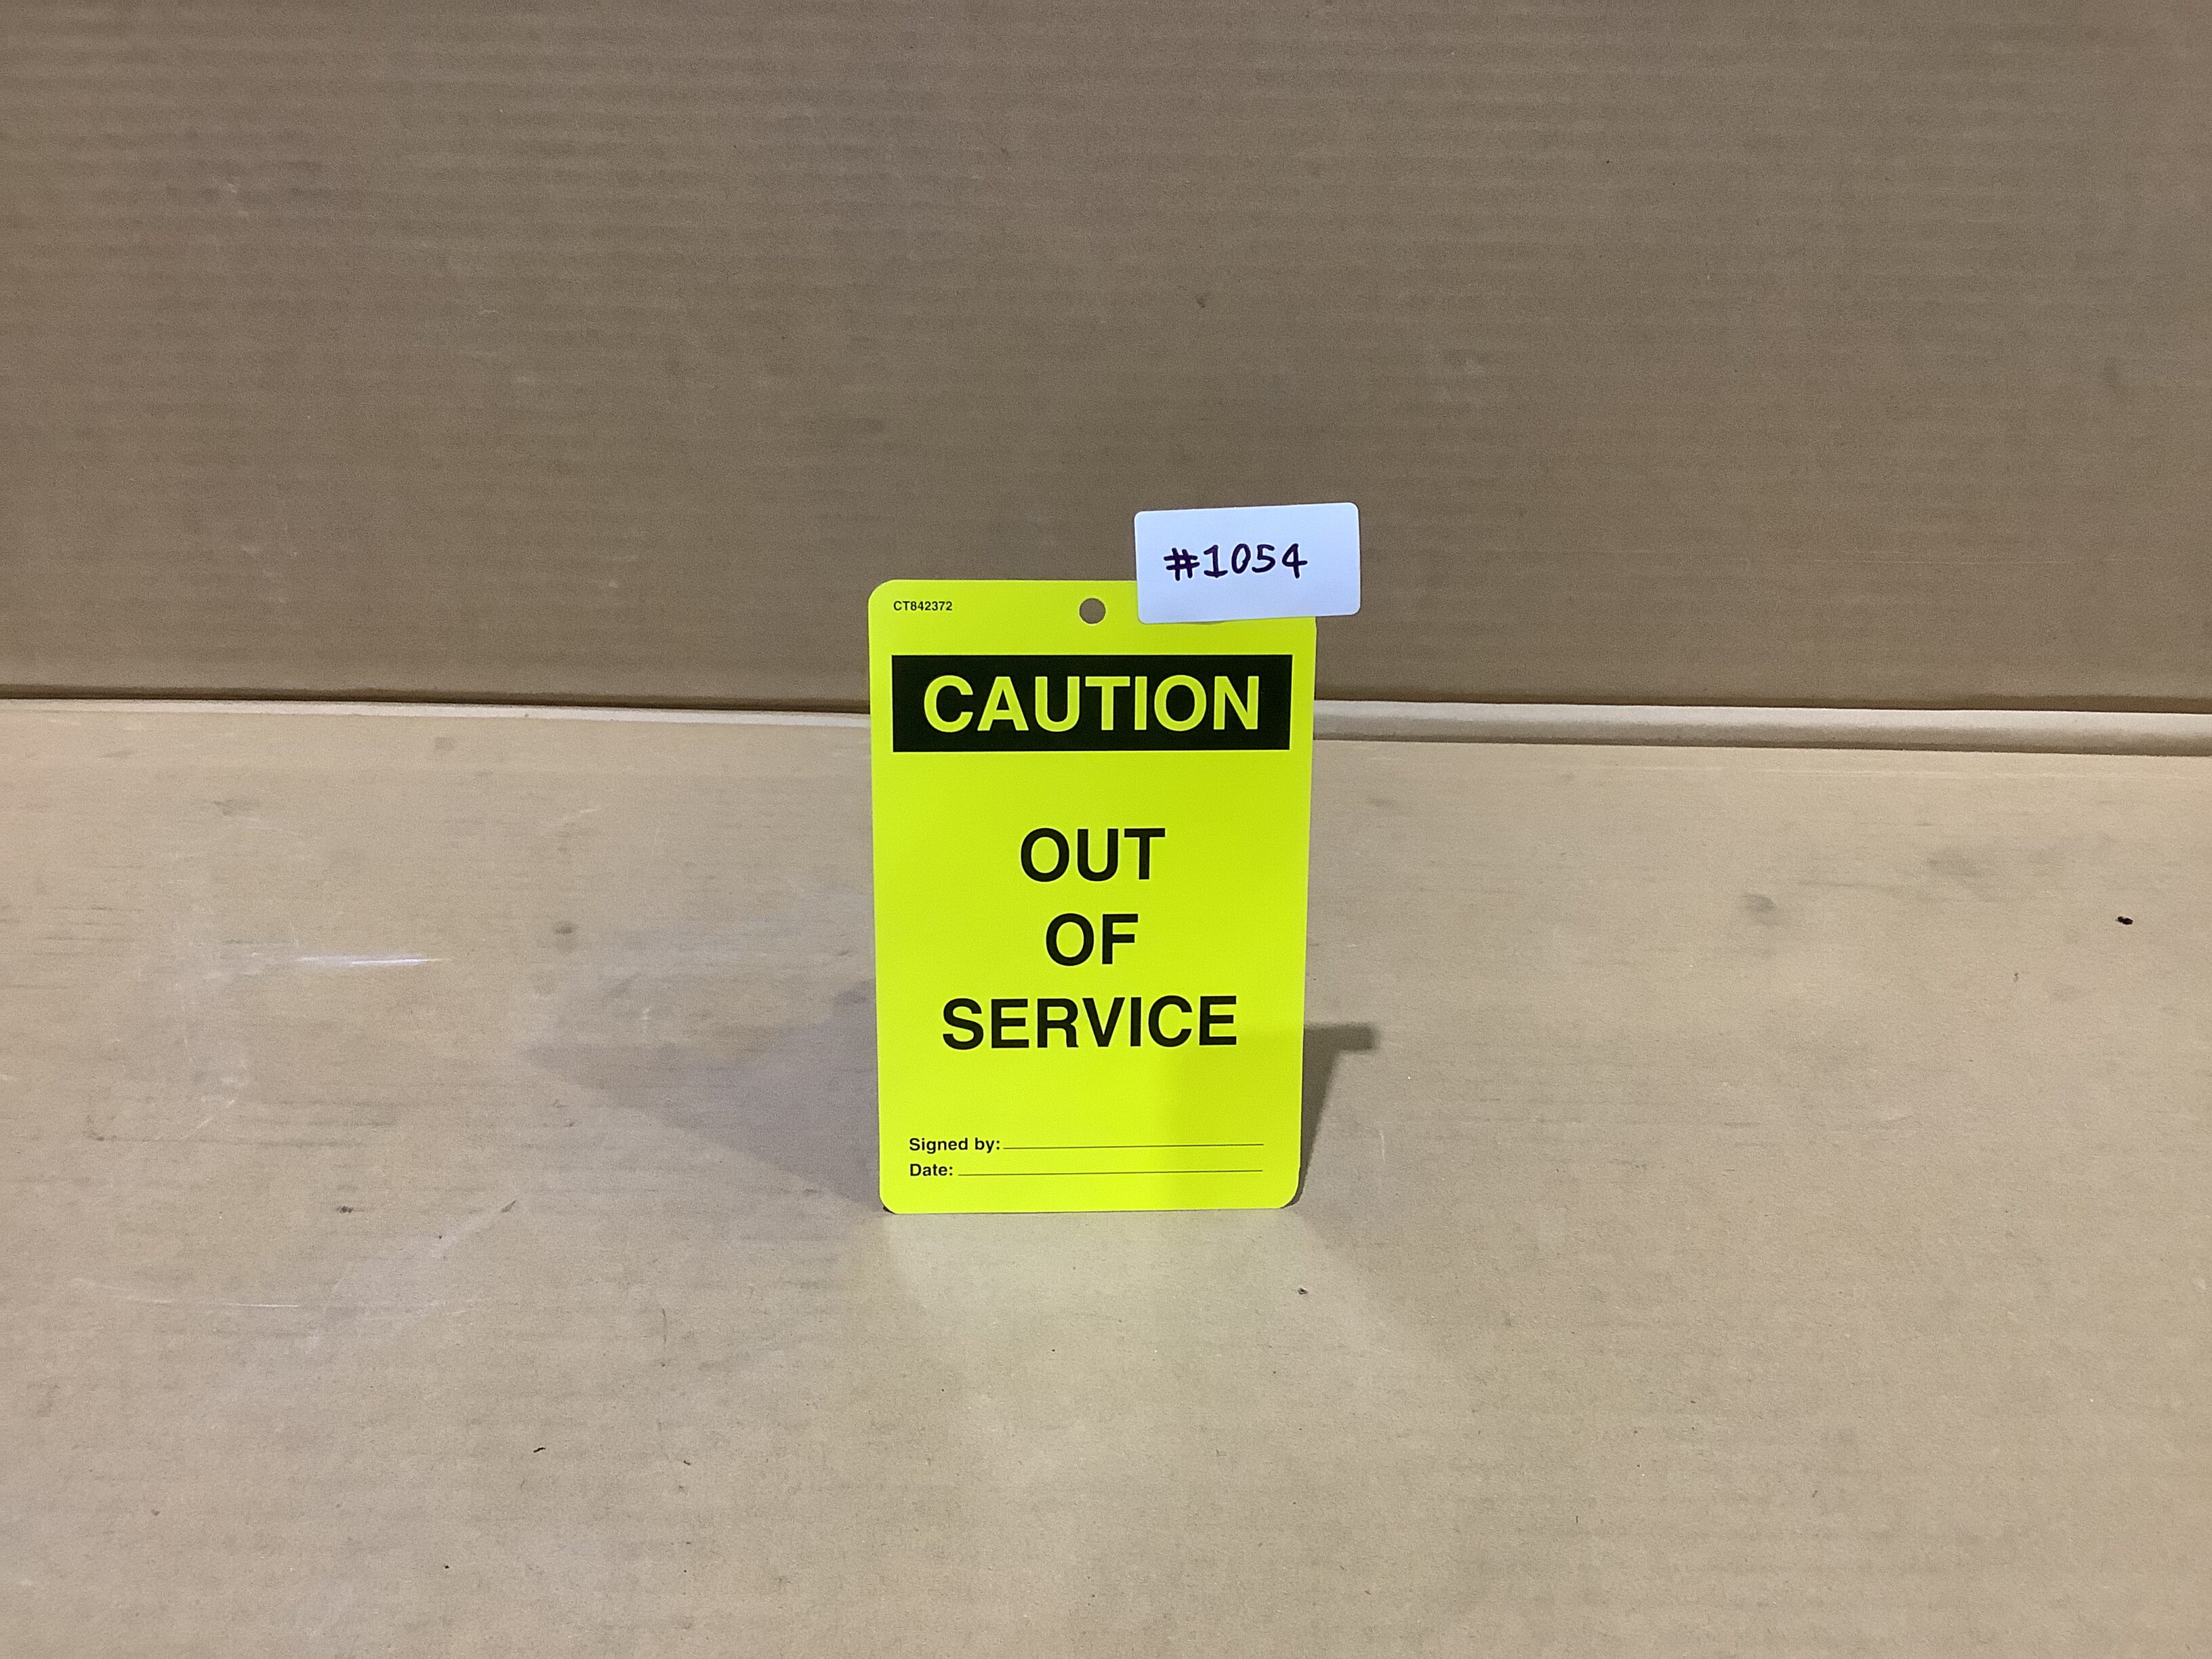 #1054
CT842372
CAUTION
OUT
OF
SERVICE
Signed by:
Date: